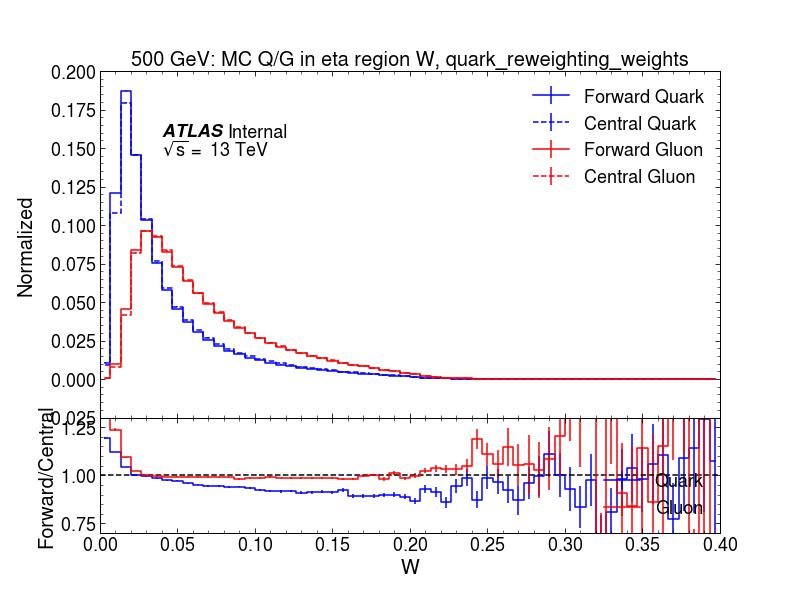 500 GeV: MC Q/G in eta region W, quark_reweighting_weights
0.200
0.175
0.150
0.125
0.100
0.075
0.050
0.025
0.000
0.025
Normalized
ATLAS Internal
√s = 13 TeV
Forward Quark
Central Quark
Forward Gluon
Central Gluon
1.25
1.00
0.75
Forward/Central
Quark
Gluon
0.00 0.05 0.10 0.15 0.20 0.25 0.30 0.35 0.40
W